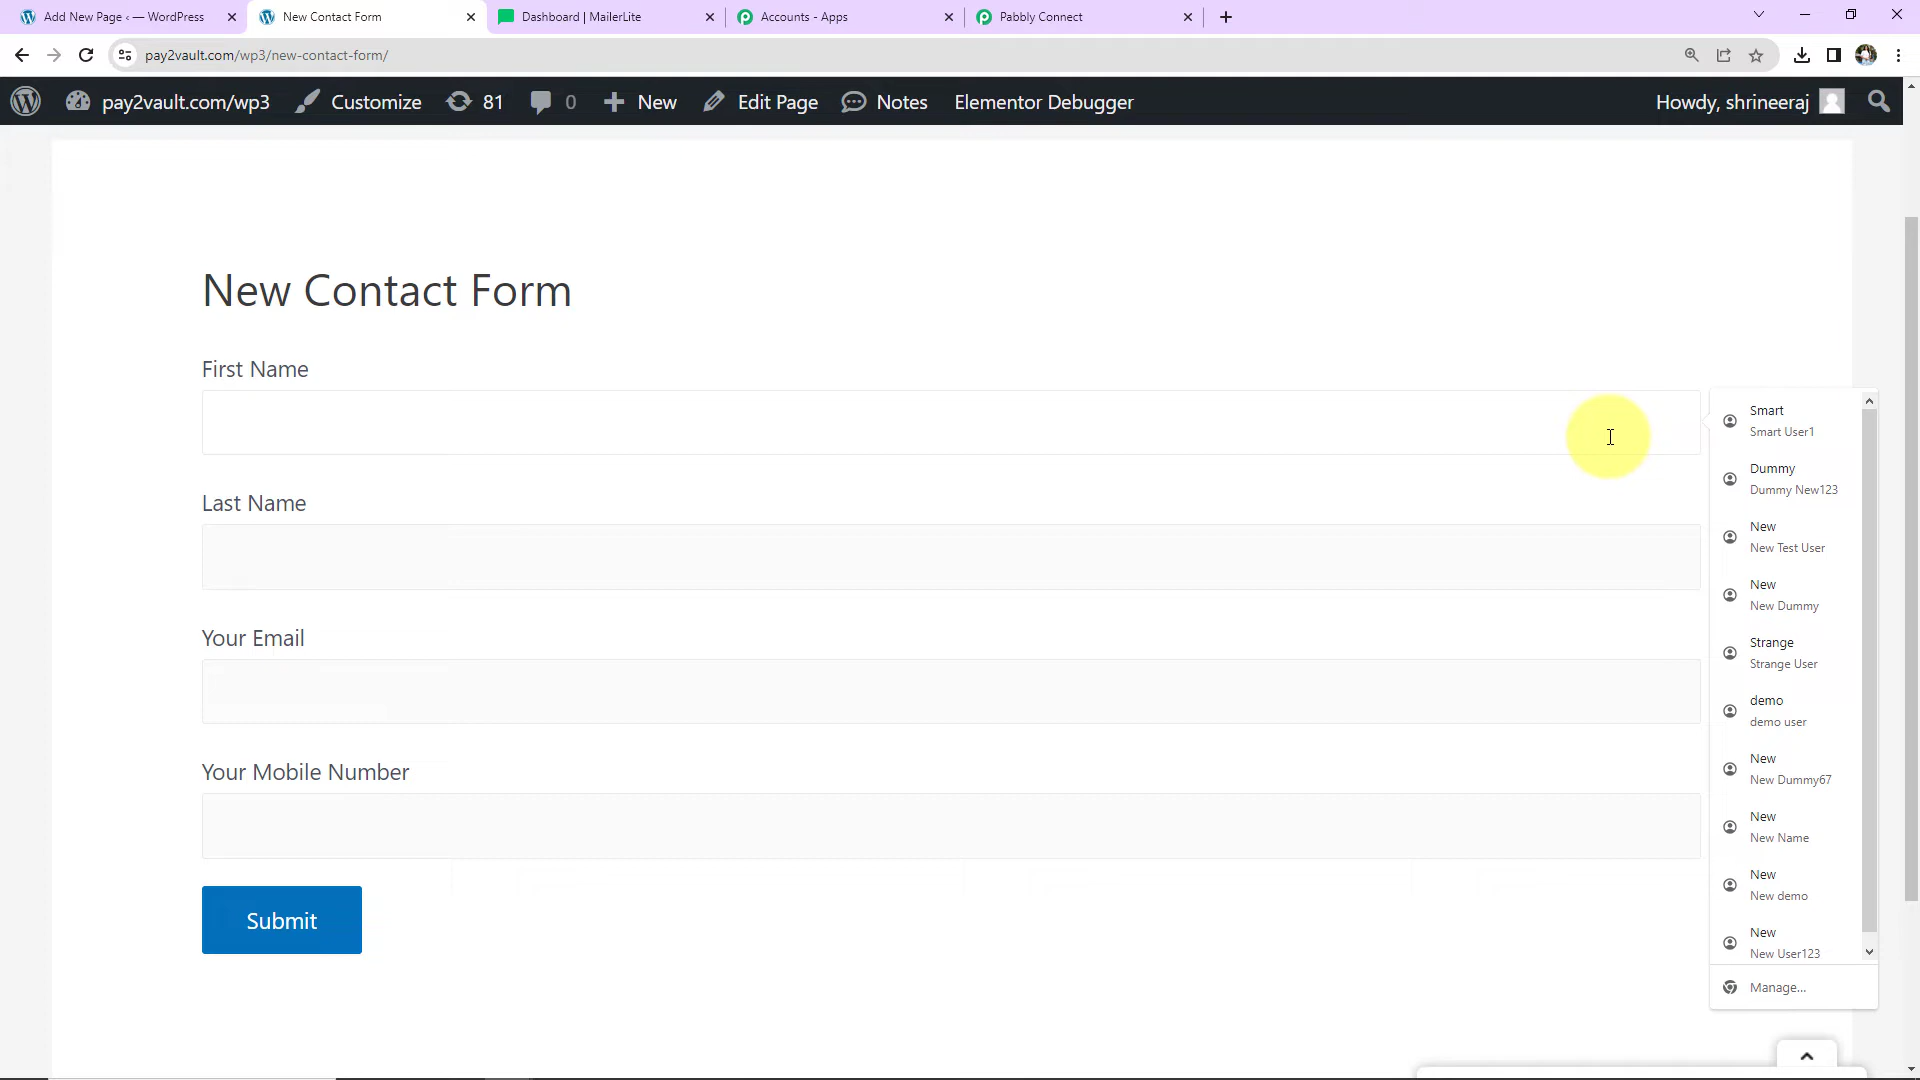 Add New Page ‹ — WordPress
New Contact Form
Dashboard | MailerLite
Accounts - Apps
Pabbly Connect
pay2vault.com/wp3/new-contact-form/
pay2vault.com/wp3
Customize
81
0
New
Edit Page
Notes
Elementor Debugger
Howdy, shrineeraj
New Contact Form
First Name
Last Name
Your Email
Your Mobile Number
Submit
Smart
Smart User1
Dummy
Dummy New123
New
New Test User
New
New Dummy
Strange
Strange User
demo
demo user
New
New Dummy67
New
New Name
New
New demo
New
New User123
Manage...